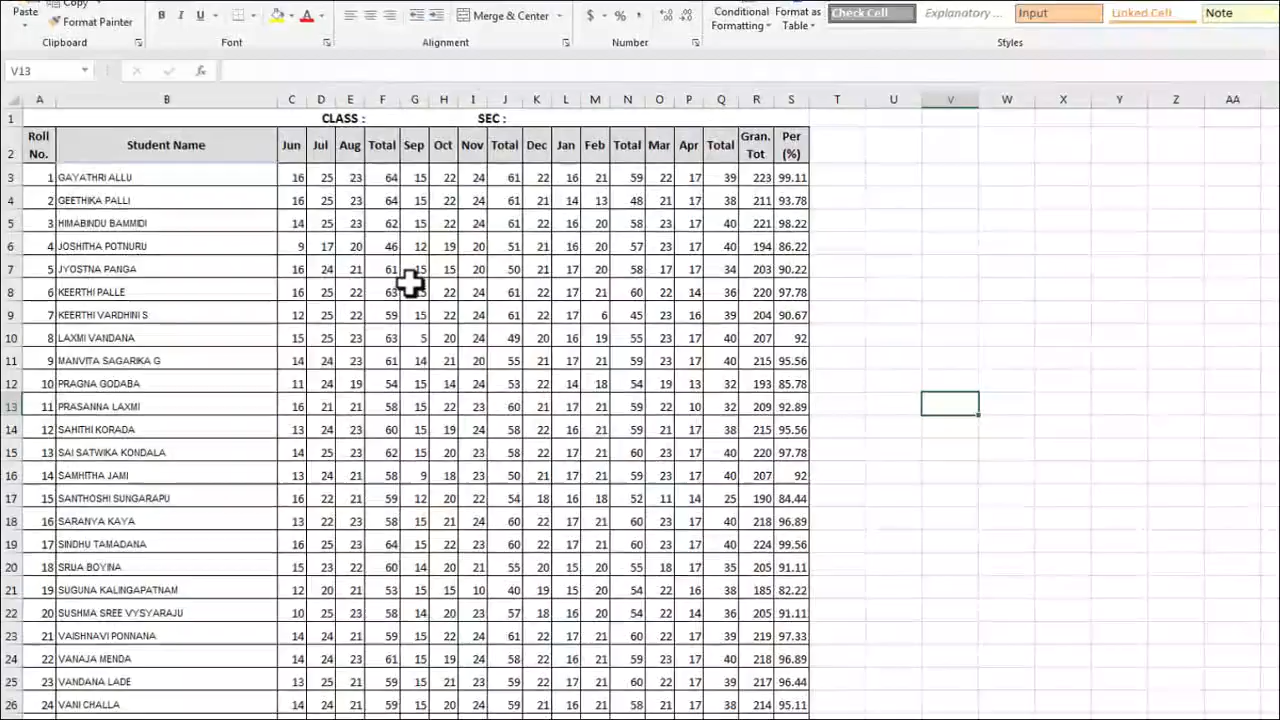 Paste
Copy
Format Painter
B I U
A
Merge & Center
$ % ,
Conditional Formatting
Format as Table
Check Cell
Explanatory ...
Input
Linked Cell
Note
Clipboard
Font
Alignment
Number
Styles
V13
fx
A B C D E F G H I J K L M N O P Q R S T U V W X Y Z AA
1 CLASS : SEC :
2 Roll No. Student Name Jun Jul Aug Total Sep Oct Nov Total Dec Jan Feb Total Mar Apr Total Gran. Tot Per (%)
3 1 GAYATHRI ALLU 16 25 23 64 15 22 24 61 22 16 21 59 22 17 39 223 99.11
4 2 GEETHIKA PALLI 16 25 23 64 15 22 24 61 21 14 13 48 21 17 38 211 93.78
5 3 HIMABINDU BAMMIDI 14 25 23 62 15 22 24 61 22 16 20 58 23 17 40 221 98.22
6 4 JOSHITHA POTNURU 9 17 20 46 12 19 20 51 21 16 20 57 23 17 40 194 86.22
7 5 JYOSTNA PANGA 16 24 21 61 15 15 20 50 21 17 20 58 17 17 34 203 90.22
8 6 KEERTHI PALLE 16 25 22 63 22 24 61 22 17 21 60 22 14 36 220 97.78
9 7 KEERTHI VARDHINI S 12 25 22 59 15 22 24 61 22 17 6 45 23 16 39 204 90.67
10 8 LAXMI VANDANA 15 25 23 63 5 20 24 49 20 16 19 55 23 17 40 207 92
11 9 MANVITA SAGARIKA G 14 24 23 61 14 21 20 55 21 17 21 59 23 17 40 215 95.56
12 10 PRAGNA GODABA 11 24 19 54 15 14 24 53 22 14 18 54 19 13 32 193 85.78
13 11 PRASANNA LAXMI 16 21 21 58 15 22 23 60 21 17 21 59 22 10 32 209 92.89
14 12 SAHITHI KORADA 13 24 23 60 15 19 24 58 21 17 21 59 21 17 38 215 95.56
15 13 SAI SATWIKA KONDALA 14 25 23 62 15 20 23 58 22 17 21 60 23 17 40 220 97.78
16 14 SAMHITHA JAMI 13 24 21 58 9 18 23 50 21 17 21 59 23 17 40 207 92
17 15 SANTHOSHI SUNGARAPU 16 22 21 59 12 20 22 54 18 16 18 52 11 14 25 190 84.44
18 16 SARANYA KAYA 13 22 23 58 15 21 24 60 22 17 21 60 23 17 40 218 96.89
19 17 SINDHU TAMADANA 16 25 23 64 15 22 23 60 22 17 21 60 23 17 40 224 99.56
20 18 SRIJA BOYINA 15 23 22 60 14 20 21 55 20 15 20 55 18 17 35 205 91.11
21 19 SUGUNA KALINGAPATNAM 12 20 21 53 15 15 10 40 19 15 20 54 22 16 38 185 82.22
22 20 SUSHMA SREE VYSYARAJU 10 25 23 58 14 20 23 57 18 16 20 54 22 14 36 205 91.11
23 21 VAISHNAVI PONNANA 14 24 21 59 15 22 24 61 22 17 21 60 22 17 39 219 97.33
24 22 VANAJA MENDA 14 24 23 61 15 19 24 58 22 16 21 59 23 17 40 218 96.89
25 23 VANDANA LADE 13 25 21 59 15 21 23 59 22 16 21 59 23 17 40 217 96.44
26 24 VANI CHALLA 14 24 21 59 15 20 24 59 21 16 21 58 21 17 38 214 95.11